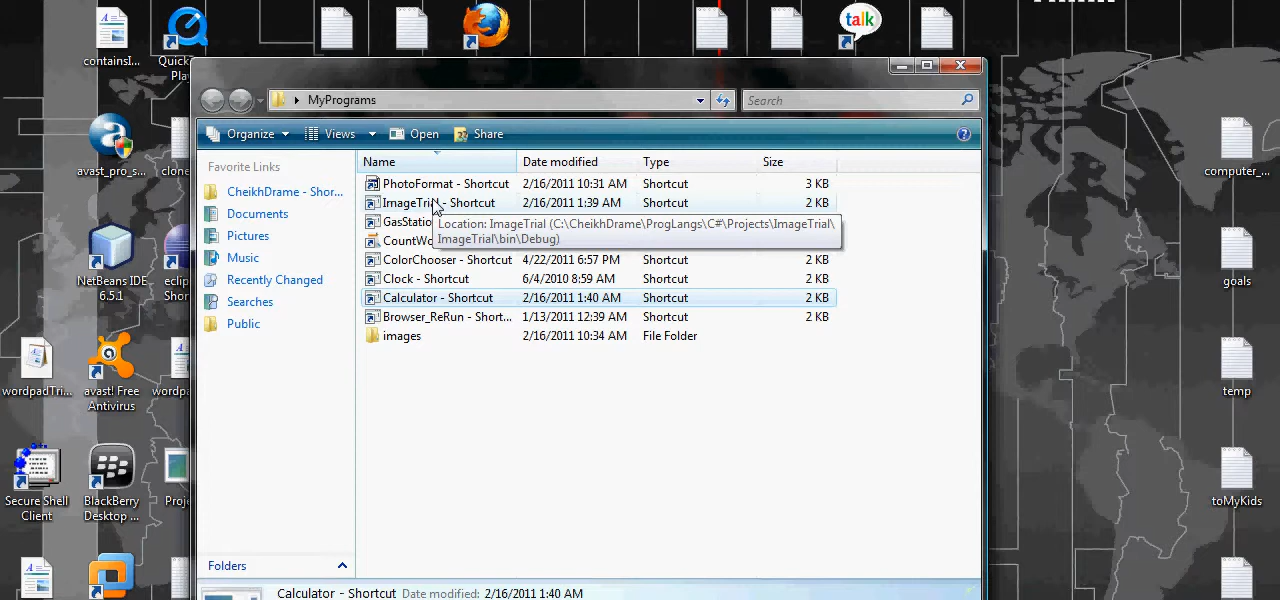 talk
containsI...
Quick
Pla
MyPrograms
Search
Organize Views Open Share
avast_pro_s...
clone
computer_...
Favorite Links
CheikhDrame - Shor...
Documents
Pictures
Music
Recently Changed
Searches
Public
Folders
Name Date modified Type Size
PhotoFormat - Shortcut 2/16/2011 10:31 AM Shortcut 3 KB
ImageTrial - Shortcut 2/16/2011 1:39 AM Shortcut 2 KB
GasStatio
Location: ImageTrial (C:\CheikhDrame\ProgLangs\C#\Projects\ImageTrial\
ImageTrial\bin\Debug)
CountWo
ColorChooper - Shortcut 4/22/2011 6:57 PM Shortcut 2 KB
Clock - Shortcut 6/4/2010 8:59 AM Shortcut 2 KB
Calculator - Shortcut 2/16/2011 1:40 AM Shortcut 2 KB
Browser_ReRun - Short... 1/13/2011 12:39 AM Shortcut 2 KB
images 2/16/2011 10:34 AM File Folder
NetBeans IDE
6.5.1
eclip
Shor
goals
wordpadTri...
avast! Free
Antivirus
wordpa
temp
Secure Shell
Client
BlackBerry
Desktop ...
Proje
toMyKids
Calculator - Shortcut Date modified: 2/16/2011 1:40 AM